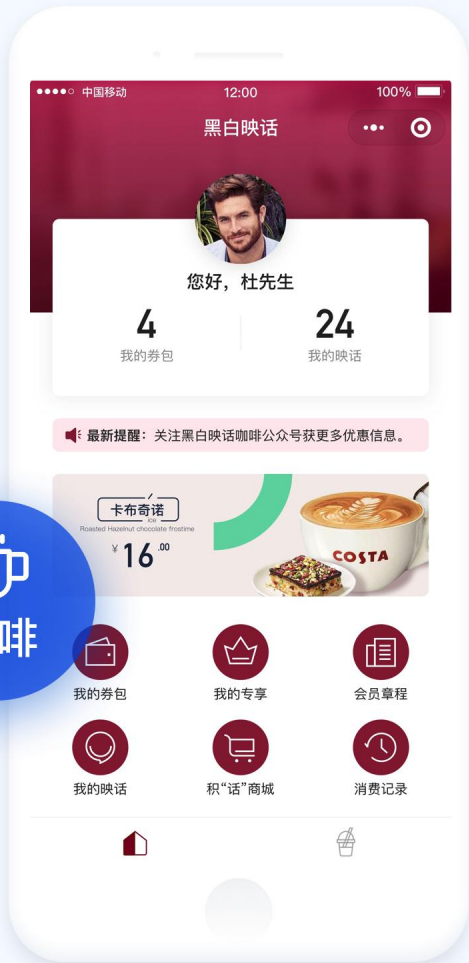 中国移动 12:00 100%
黑白映话
您好，杜先生
4 24
我的券包 我的映话
最新提醒：关注黑白映话咖啡公众号获更多优惠信息。
卡布奇诺
ice
Roasted Hazelnut chocolate frostime
¥16.00
COSTA
啡
我的券包 我的专享 会员章程
我的映话 积“话”商城 消费记录